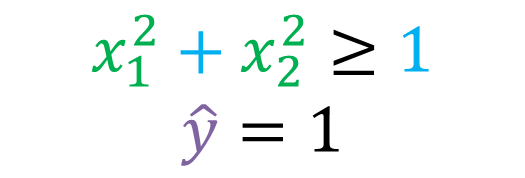 x₁² + x₂² ≥ 1
ŷ = 1